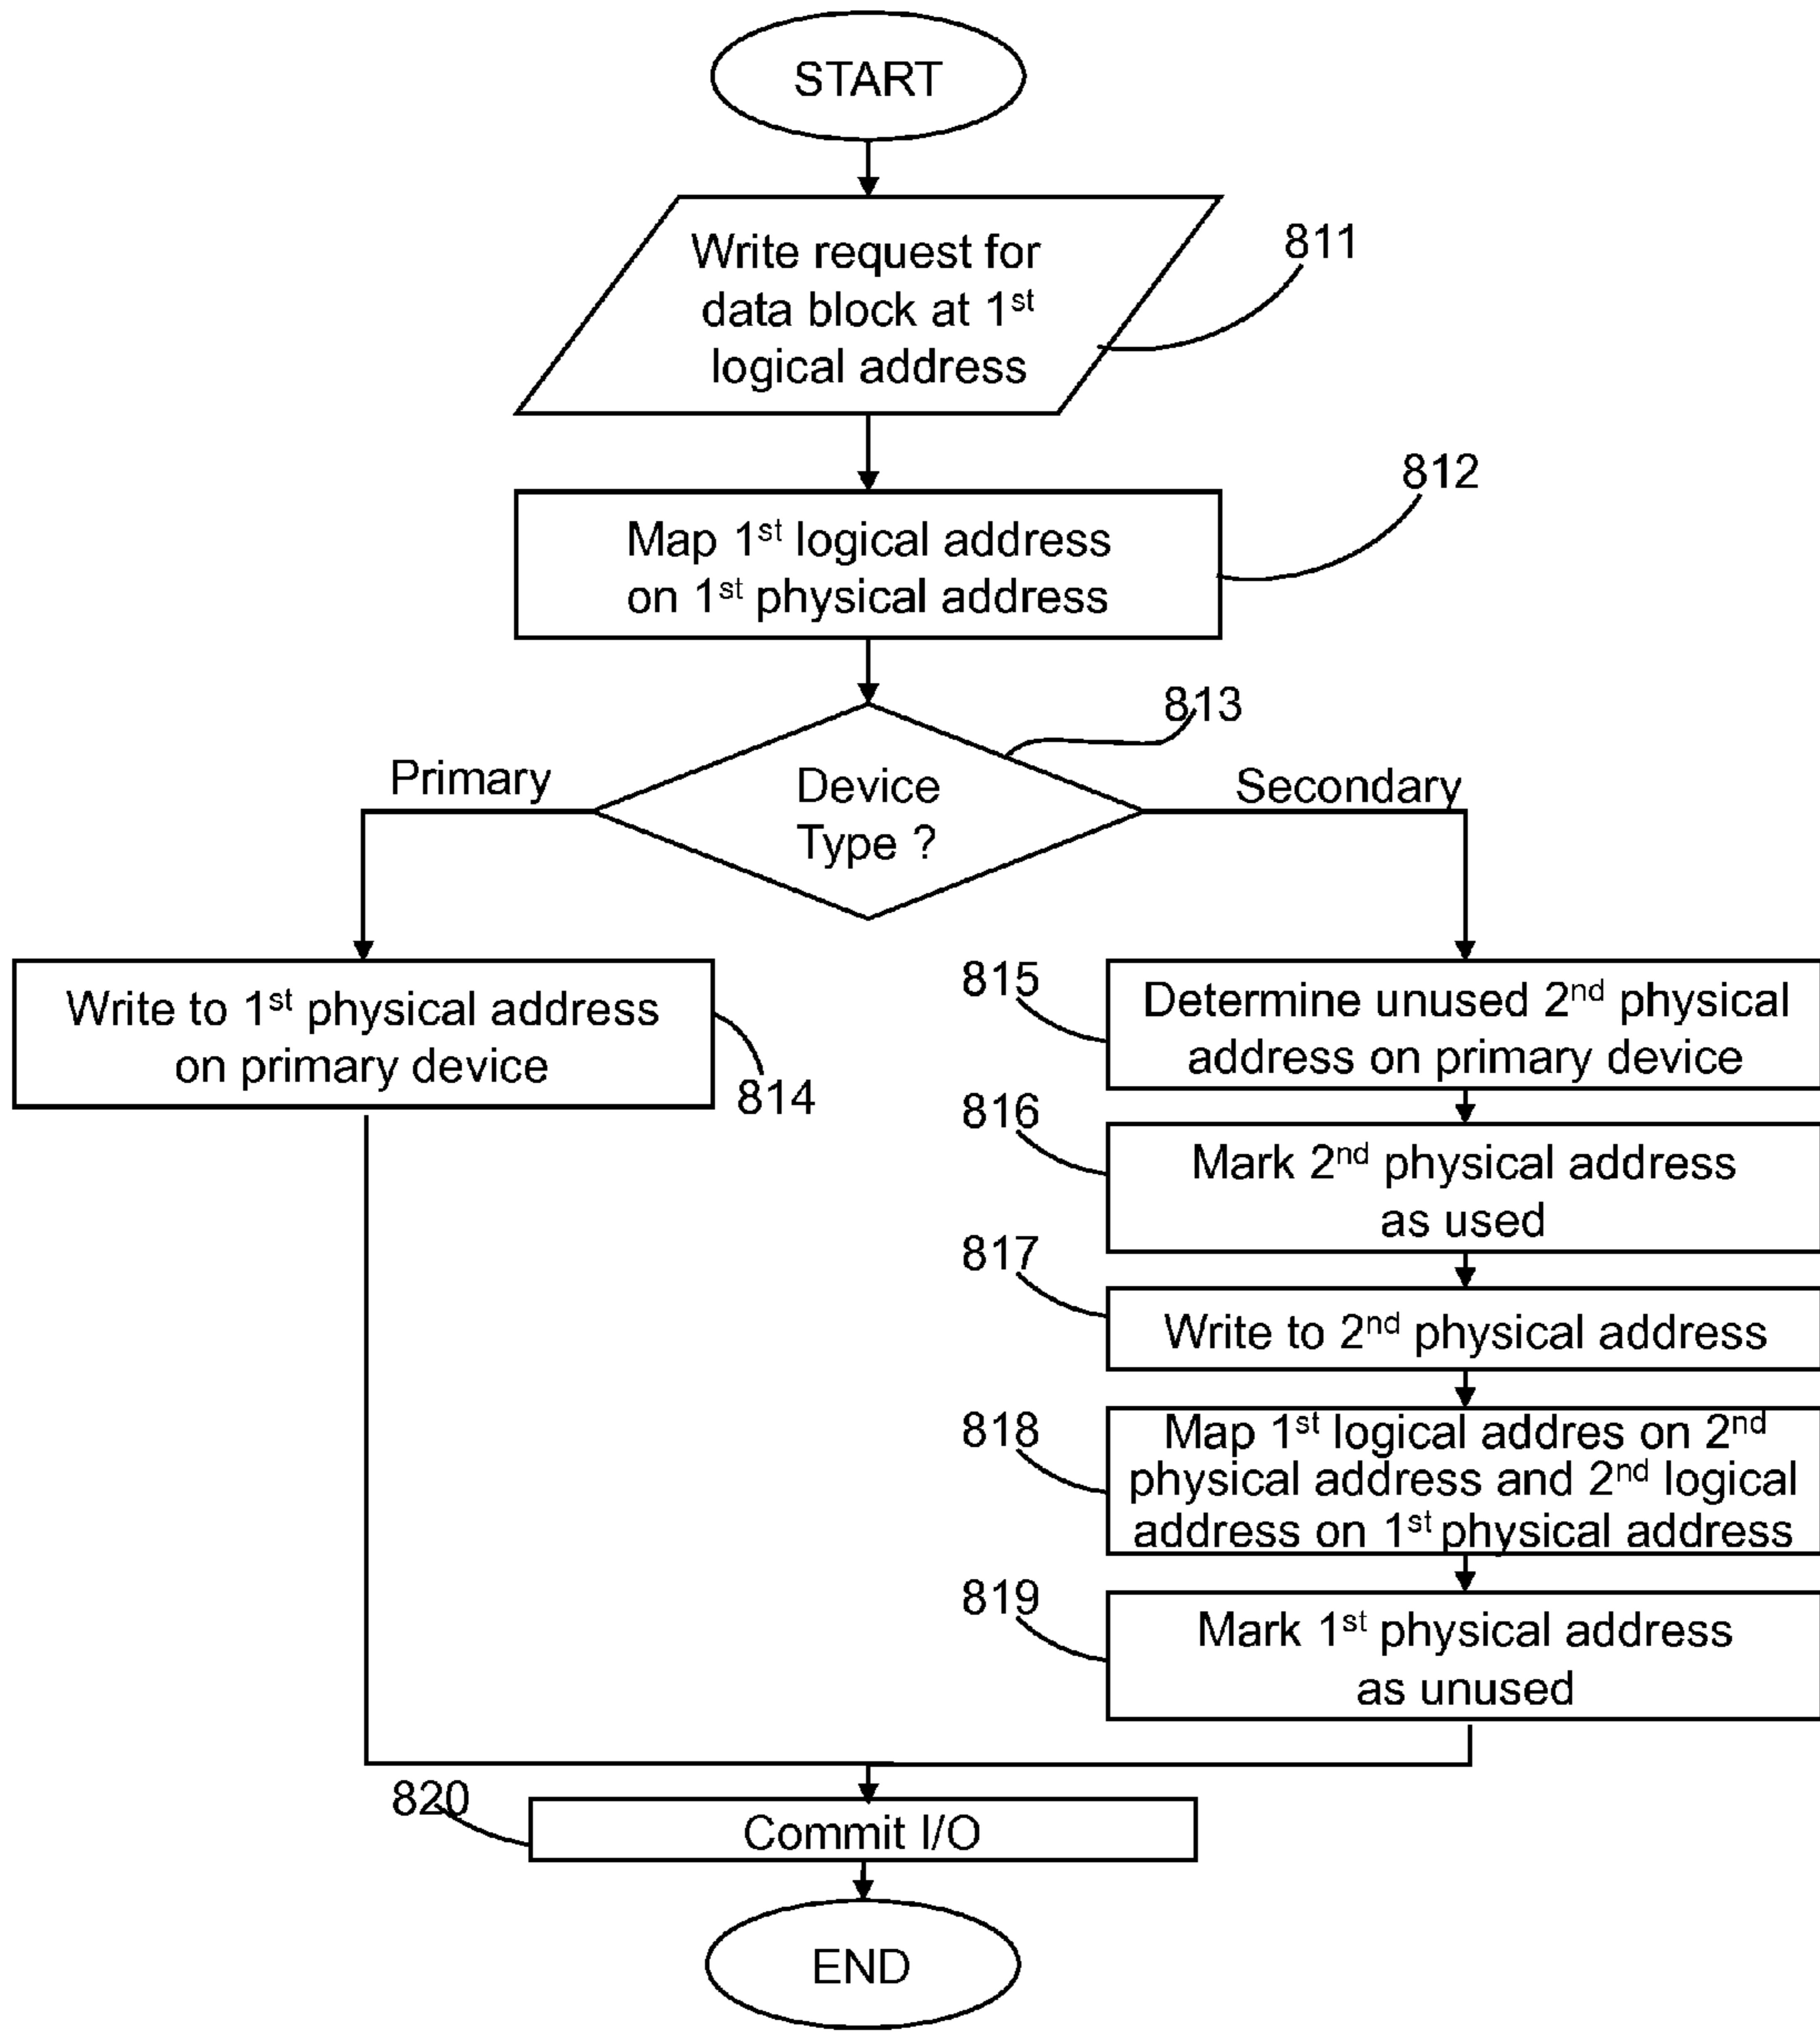 START
Write request for
data block at 1st
logical address
811
Map 1st logical address
on 1st physical address
812
813
Device
Type ?
Primary
Secondary
Write to 1st physical address
on primary device
814
815
Determine unused 2nd physical
address on primary device
816
Mark 2nd physical address
as used
817
Write to 2nd physical address
818
Map 1st logical addres on 2nd
physical address and 2nd logical
address on 1st physical address
819
Mark 1st physical address
as unused
820
Commit I/O
END